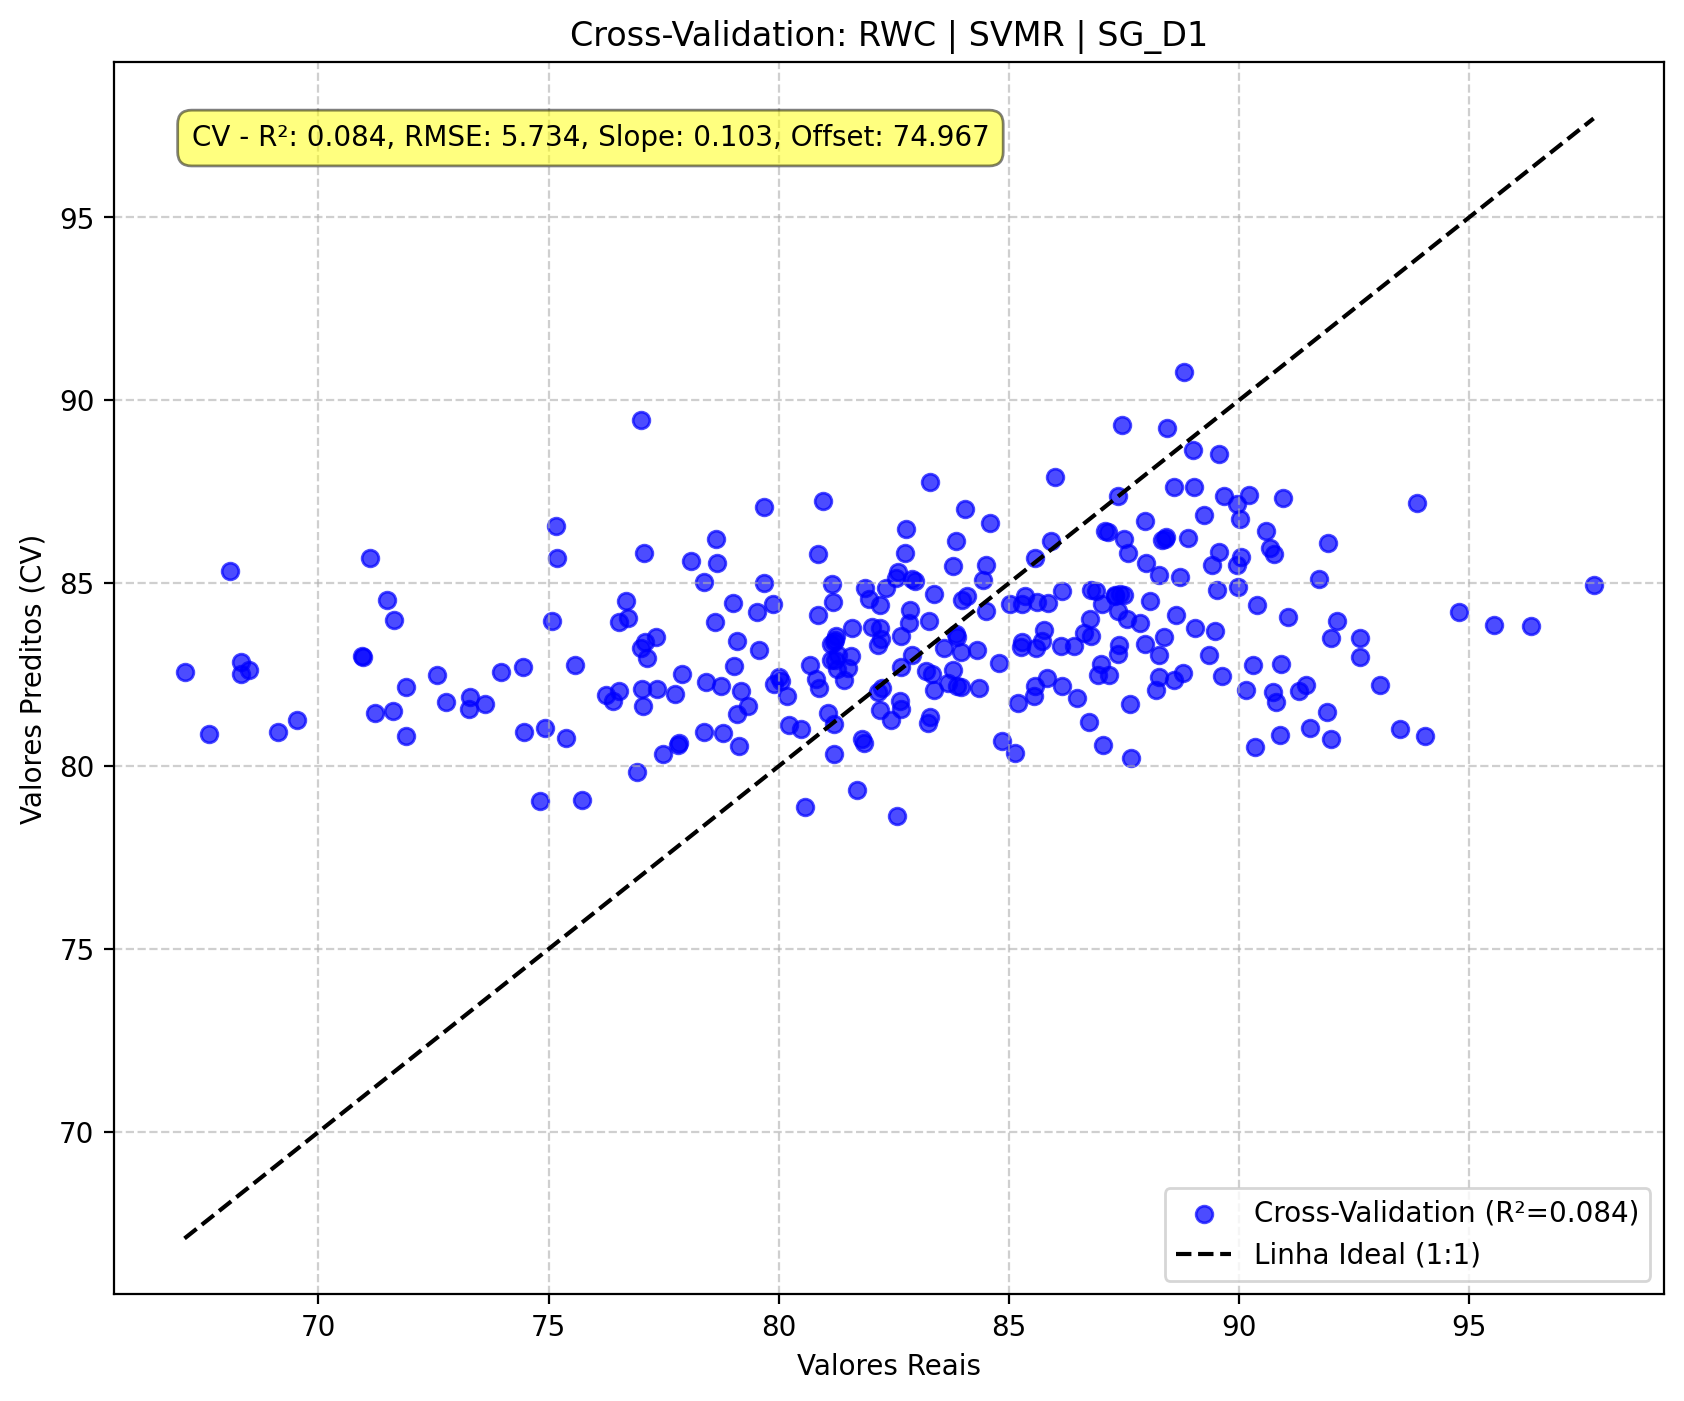 Cross-Validation: RWC | SVMR | SG_D1
CV - R²: 0.084, RMSE: 5.734, Slope: 0.103, Offset: 74.967
Valores Preditos (CV)
95
90
85
80
75
70
Cross-Validation (R²=0.084)
Linha Ideal (1:1)
70 75 80 85 90 95
Valores Reais